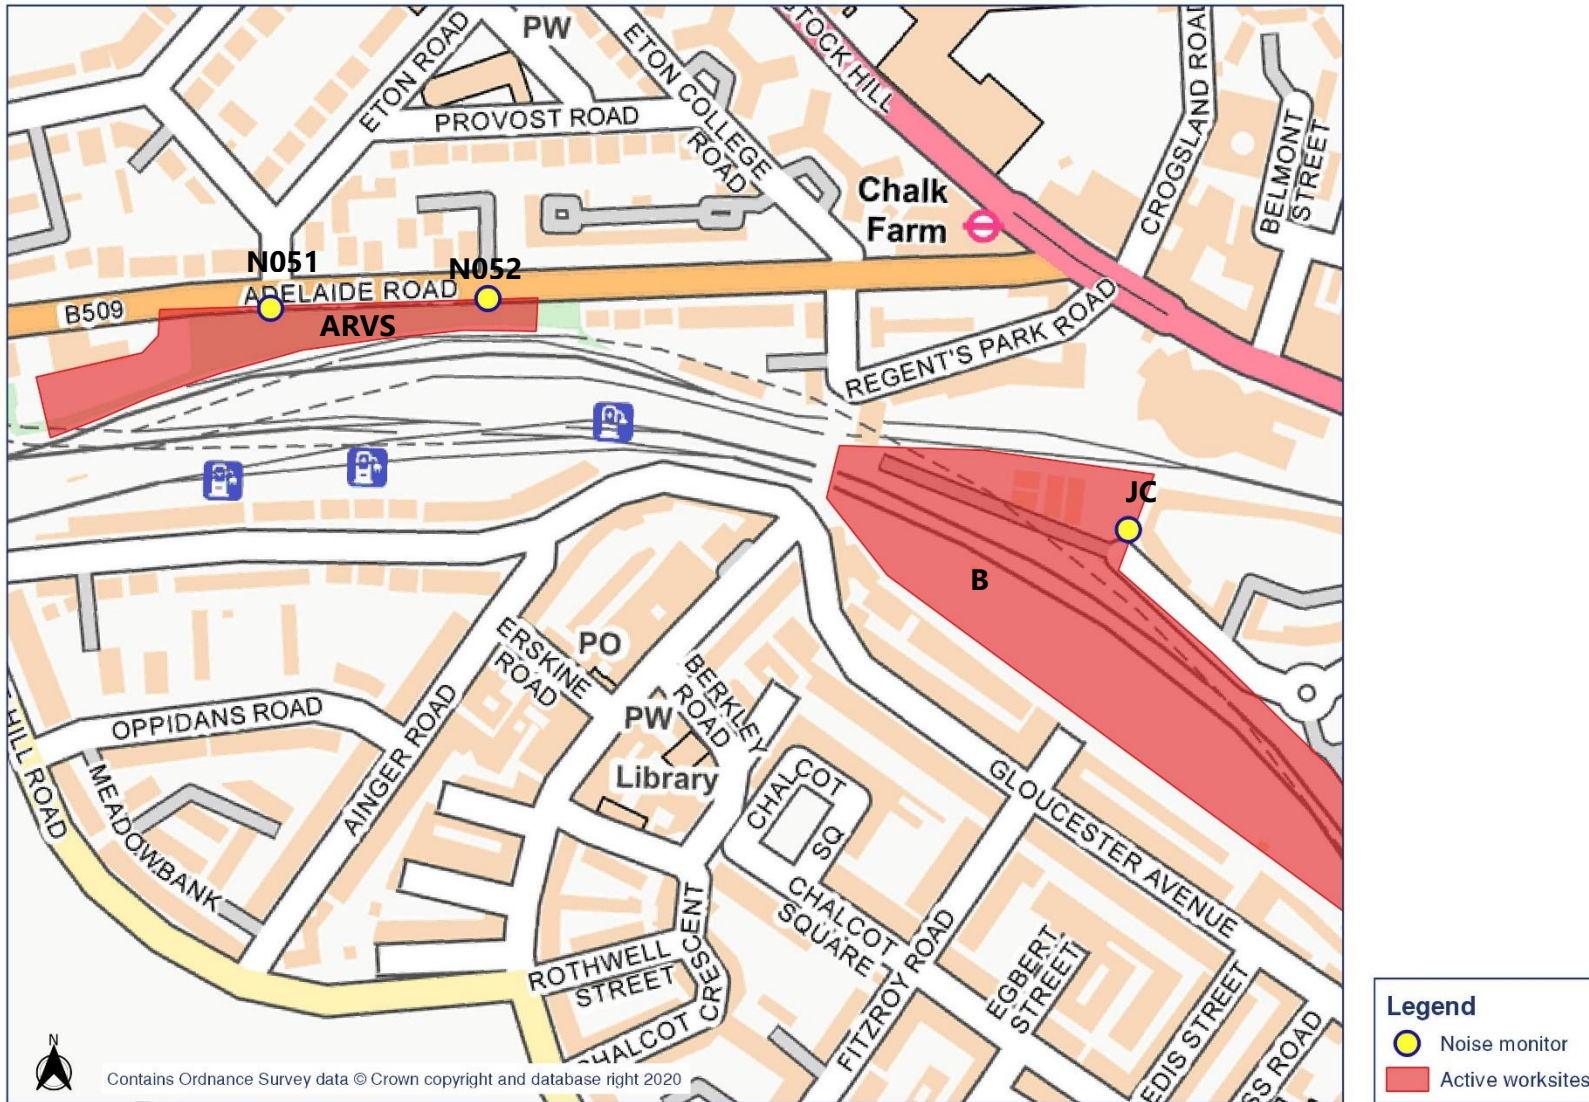 PW
ETON ROAD
PROVOST ROAD
ETON COLLEGE
ROAD
STOCK HILL
CROGSLAND ROAD
BELMONT
STREET
Chalk
Farm
N051
N052
ADELAIDE ROAD
B509
ARVS
REGENT'S PARK ROAD
JC
B
ERSKINE
ROAD
PO
BERKLEY
ROAD
PW
Library
OPPIDANS ROAD
AINGER ROAD
HILL ROAD
MEADOWBANK
CHALCOT
SQ
CHALCOT
SQUARE
GLOUCESTER AVENUE
FITZROY ROAD
EGBERT
STREET
EDIS STREET
SS ROAD
ROTHWELL
STREET
CHALCOT CRESCENT
N
Contains Ordnance Survey data © Crown copyright and database right 2020
Legend
Noise monitor
Active worksites